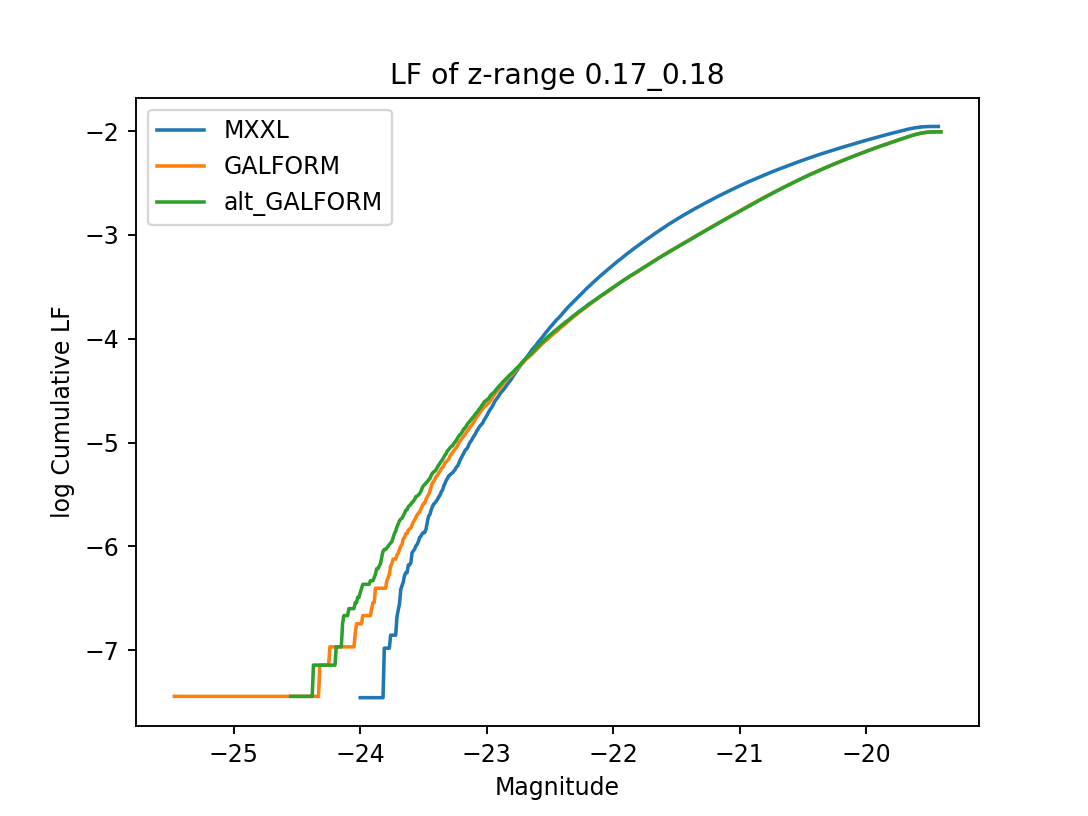 LF of z-range 0.17_0.18
MXXL
GALFORM
alt_GALFORM
log Cumulative LF
−2
−3
−4
−5
−6
−7
−25
−24
−23
−22
−21
−20
Magnitude